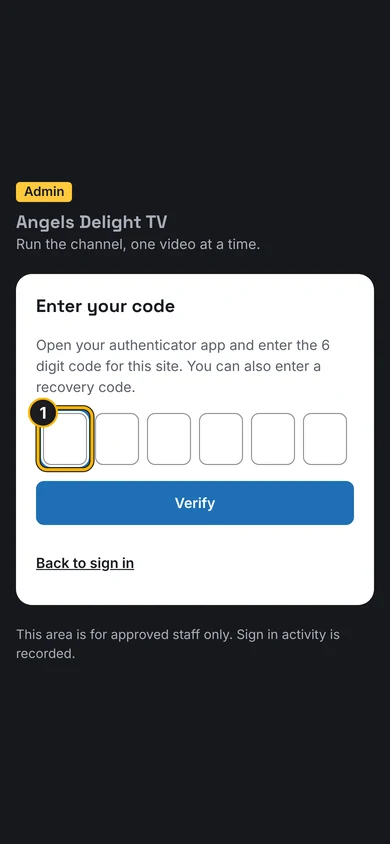 Admin
Angels Delight TV
Run the channel, one video at a time.
Enter your code
Open your authenticator app and enter the 6
digit code for this site. You can also enter a
recovery code.
1
Verify
Back to sign in
This area is for approved staff only. Sign in activity is
recorded.